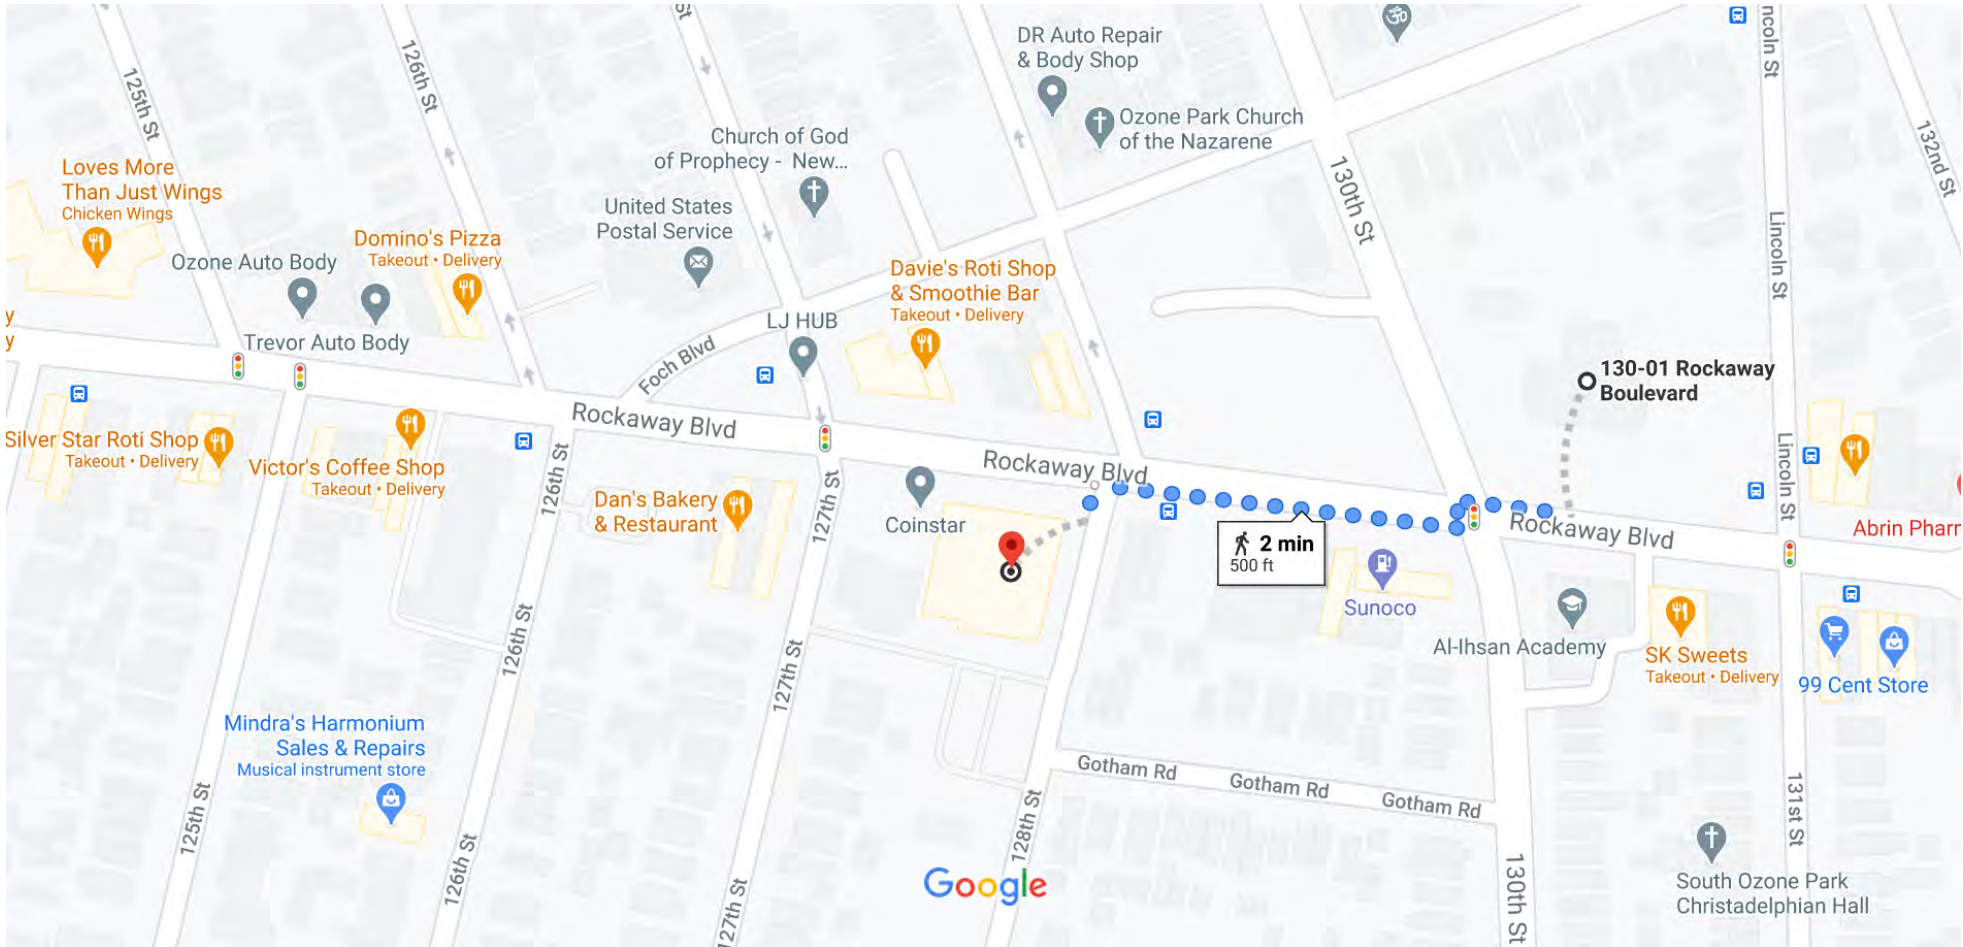 St
ncoln St
DR Auto Repair
& Body Shop
126th St
125th St
Ozone Park Church
of the Nazarene
Church of God
of Prophecy - New...
132nd St
Loves More
Than Just Wings
Chicken Wings
130th St
United States
Postal Service
Lincoln St
Domino's Pizza
Takeout • Delivery
Ozone Auto Body
Davie's Roti Shop
& Smoothie Bar
Takeout • Delivery
y
y
LJ HUB
Trevor Auto Body
Foch Blvd
130-01 Rockaway
Boulevard
Rockaway Blvd
Silver Star Roti Shop
Takeout • Delivery
Victor's Coffee Shop
Takeout • Delivery
126th St
Rockaway Blvd
Lincoln St
Dan's Bakery
& Restaurant
127th St
Coinstar
Rockaway Blvd
Abrin Pharr
2 min
500 ft
Sunoco
126th St
Al-Ihsan Academy
SK Sweets
Takeout • Delivery
127th St
99 Cent Store
Mindra's Harmonium
Sales & Repairs
Musical instrument store
Gotham Rd
Gotham Rd
Gotham Rd
125th St
128th St
131st St
126th St
Google
127th St
130th St
South Ozone Park
Christadelphian Hall